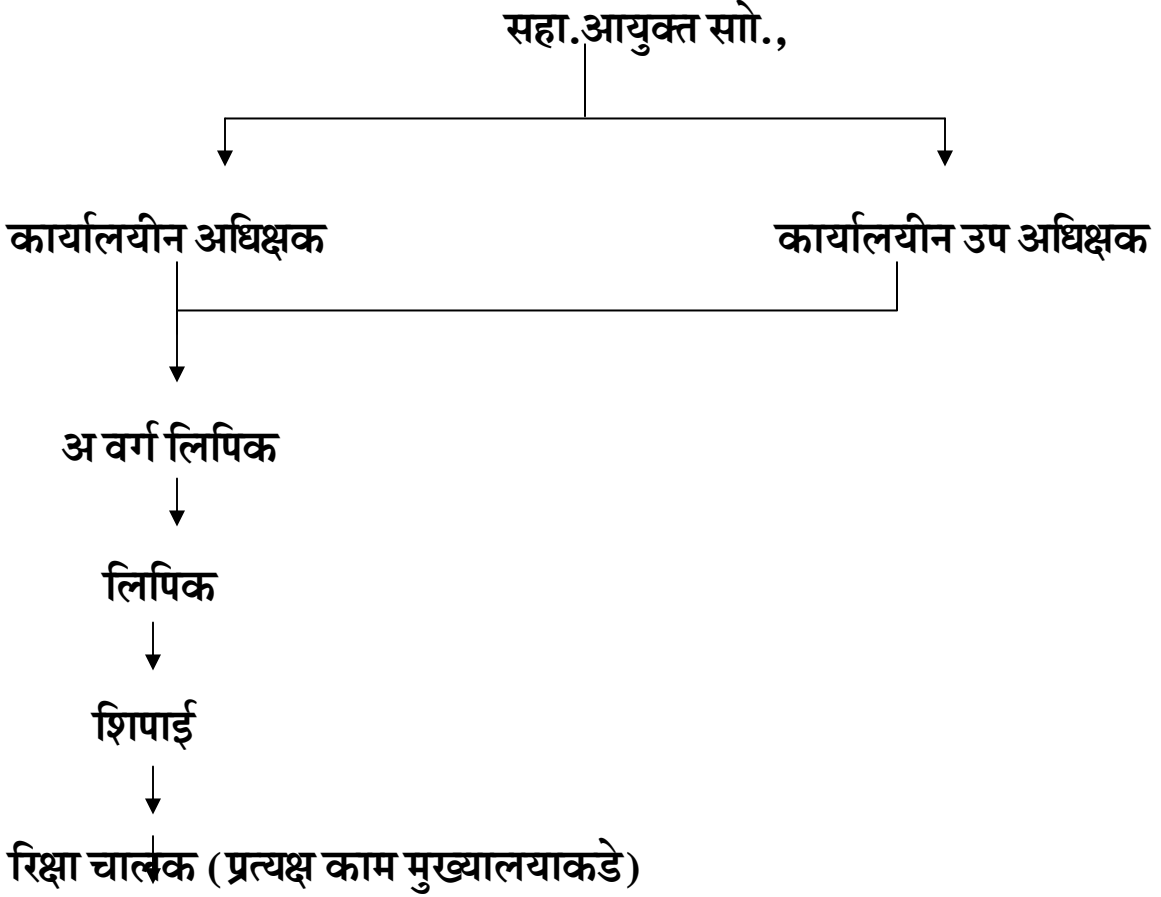 सहा.आयुक्त साो.,
कार्यालयीन अधिक्षक
कार्यालयीन उप अधिक्षक
अ वर्ग लिपिक
लिपिक
शिपाई
रिक्षा चालक (प्रत्यक्ष काम मुख्यालयाकडे)